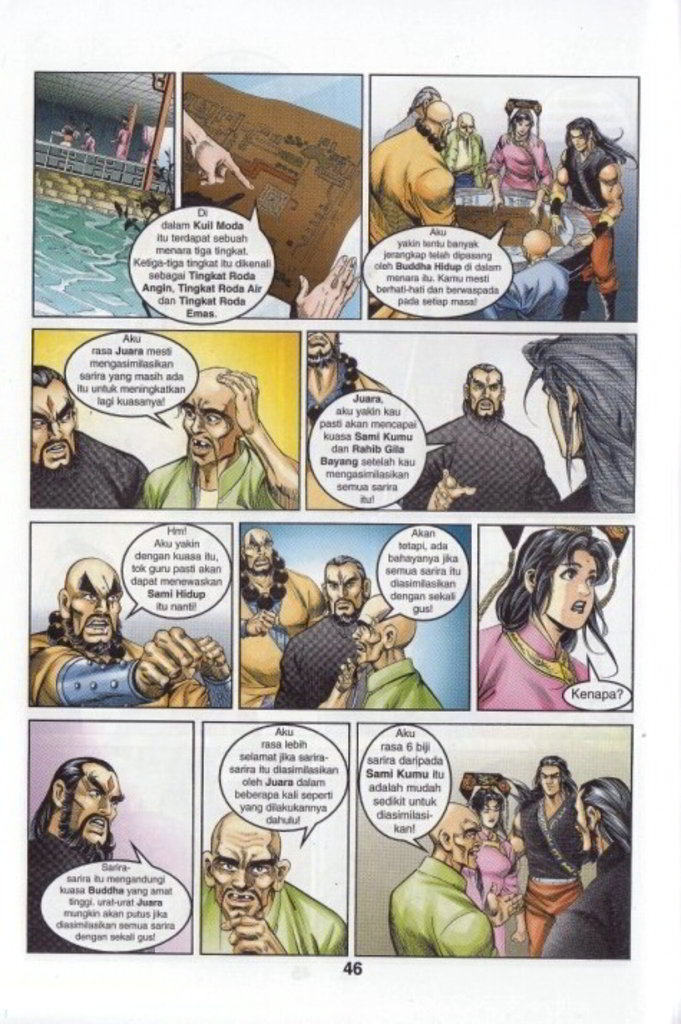 Di
dalam Kuil Moda
itu terdapat sebuah
menara tiga tingkat.
Ketiga-tiga tingkat itu dikenali
sebagai Tingkat Roda
Angin, Tingkat Roda Air
dan Tingkat Roda
Emas.
Aku
yakin tentu banyak
jerangkap telah dipasang
oleh Buddha Hidup di dalam
menara itu. Kamu mesti
berhati-hati dan berwaspada
pada setiap masa!
Aku
rasa Juara mesti
mengasimilasikan
sarira yang masih ada
itu untuk meningkatkan
lagi kuasanya!
Juara,
aku yakin kau
pasti akan mencapai
kuasa Sami Kumu
dan Rahib Gila
Bayang setelah kau
mengasimilasikan
semua sarira
itu!
Hm!
Aku yakin
dengan kuasa itu,
tok guru pasti akan
dapat menewaskan
Sami Hidup
itu nanti!
Akan
tetapi, ada
bahayanya jika
semua sarira itu
diasimilasikan
dengan sekali
gus!
Kenapa?
Sarira-
sarira itu mengandungi
kuasa Buddha yang amat
tinggi. urat-urat Juara
mungkin akan putus jika
diasimilasikan semua sarira
dengan sekali gus!
Aku
rasa lebih
selamat jika sarira-
sarira itu diasimilasikan
oleh Juara dalam
beberapa kali seperti
yang dilakukannya
dahulu!
Aku
rasa 6 biji
sarira daripada
Sami Kumu itu
adalah mudah
sedikit untuk
diasimilasi-
kan!
46